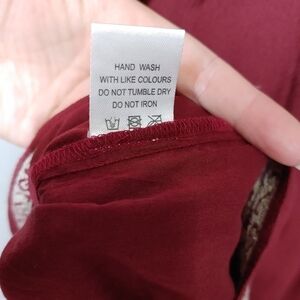 HAND WASH
WITH LIKE COLOURS
DO NOT TUMBLE DRY
DO NOT IRON